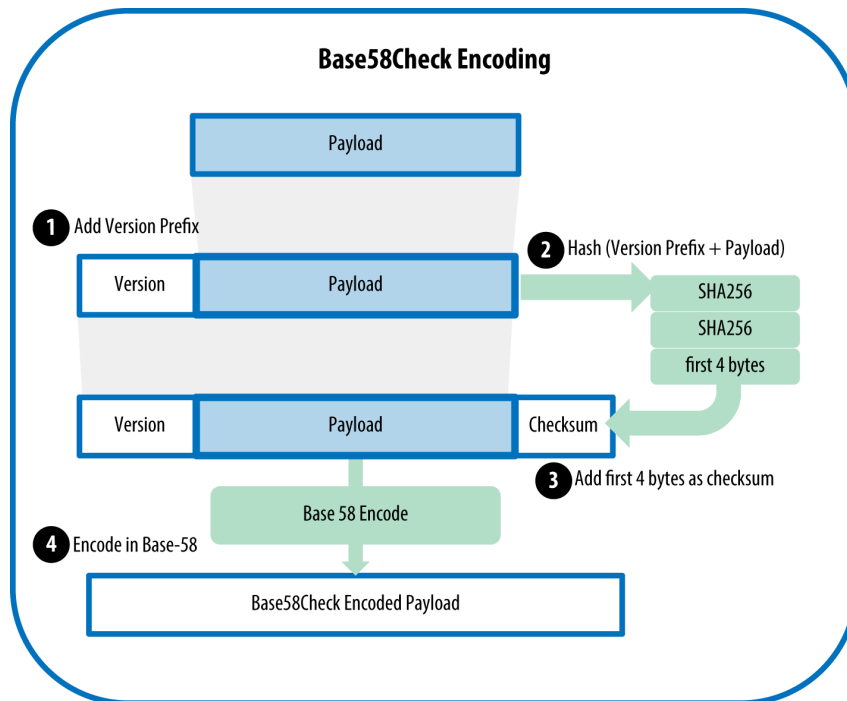 Base58Check Encoding
Payload
1 Add Version Prefix
2 Hash (Version Prefix + Payload)
Version
Payload
SHA256
SHA256
first 4 bytes
Version
Payload
Checksum
3 Add first 4 bytes as checksum
Base 58 Encode
4 Encode in Base-58
Base58Check Encoded Payload